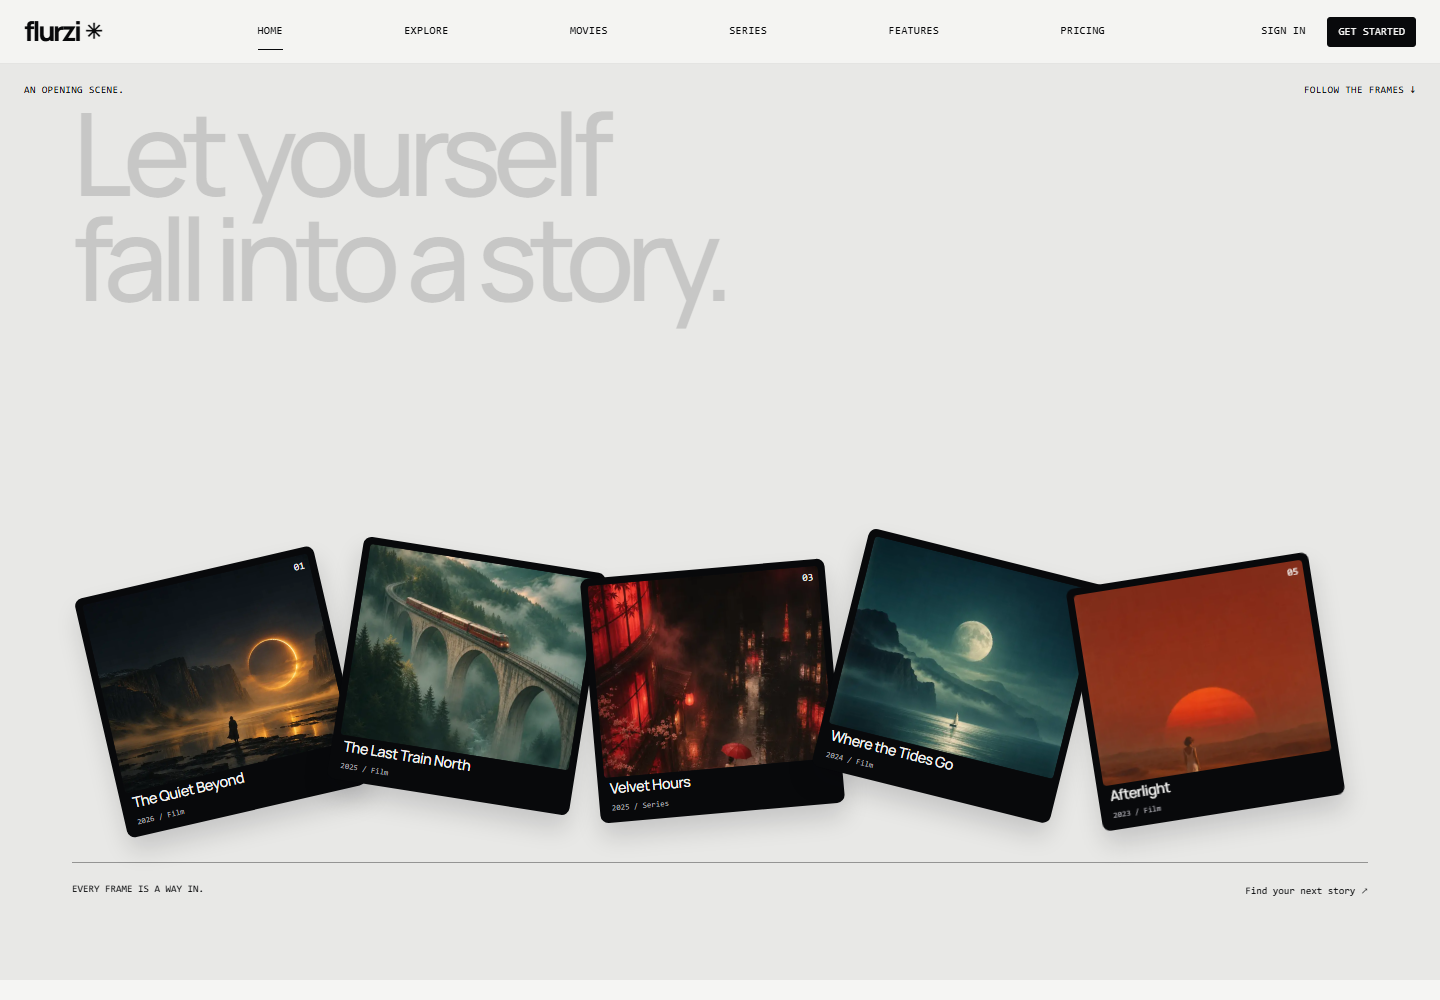 flurzi
HOME
EXPLORE
MOVIES
SERIES
FEATURES
PRICING
SIGN IN
GET STARTED
AN OPENING SCENE.
FOLLOW THE FRAMES ↓
Let yourself
fall into a story.
01
The Quiet Beyond
2026 / Film
The Last Train North
2025 / Film
03
Velvet Hours
2025 / Series
Where the Tides Go
2024 / Film
05
Afterlight
2023 / Film
EVERY FRAME IS A WAY IN.
Find your next story ↗